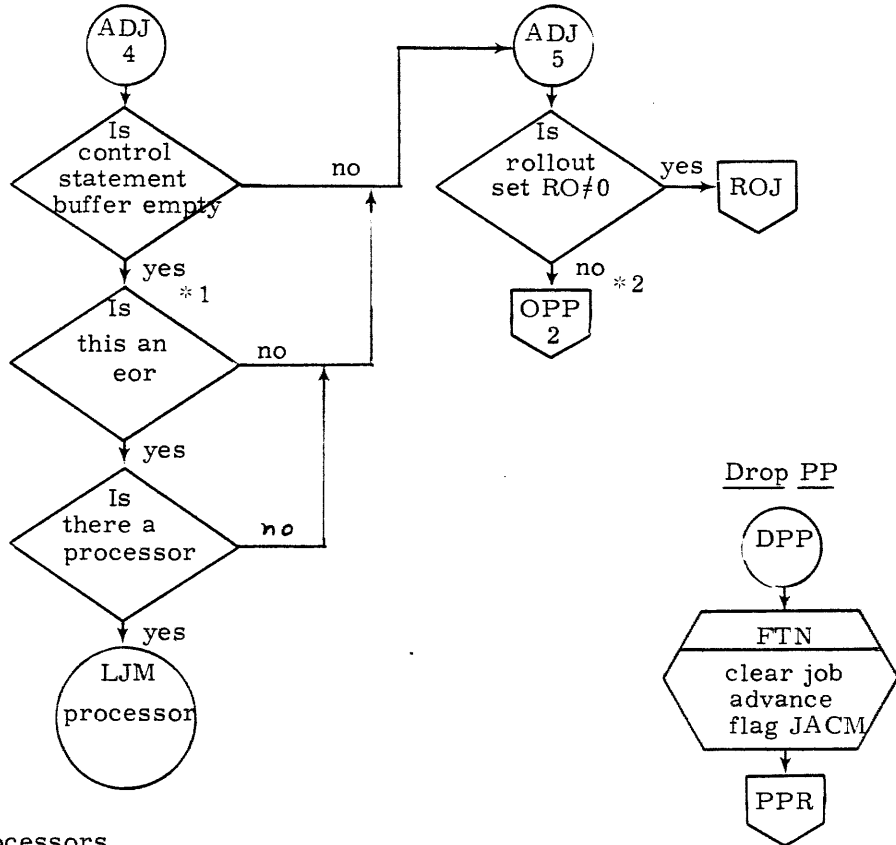 ADJ
4
Is
control
statement
buffer empty
no
yes
*1
Is
this an
eor
no
yes
Is
there a
processor
no
yes
LJM
processor
ADJ
5
Is
rollout
set RO≠0
yes
ROJ
no
*2
OPP
2
Drop PP
DPP
FTN
clear job
advance
flag JACM
PPR
ocessors